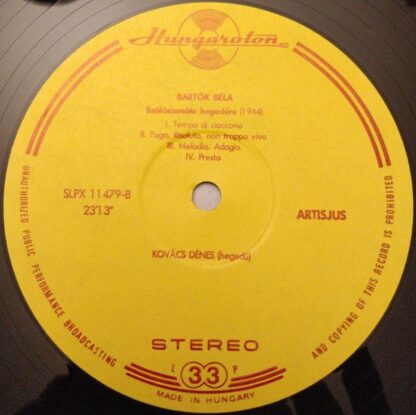 Hungaroton®
BARTÓK BÉLA
Szólószonáta hegedűre (1944)
I. Tempo di ciaccona
II. Fuga. Risoluto, non troppo vivo
III. Melodia. Adagio
IV. Presto
SLPX 11479-B
23'13"
ARTISJUS
KOVÁCS DÉNES (hegedű)
STEREO
L 33 P
MADE IN HUNGARY
UNAUTHORIZED PUBLIC PERFORMANCE BROADCASTING
AND COPYING OF THIS RECORD IS PROHIBITED